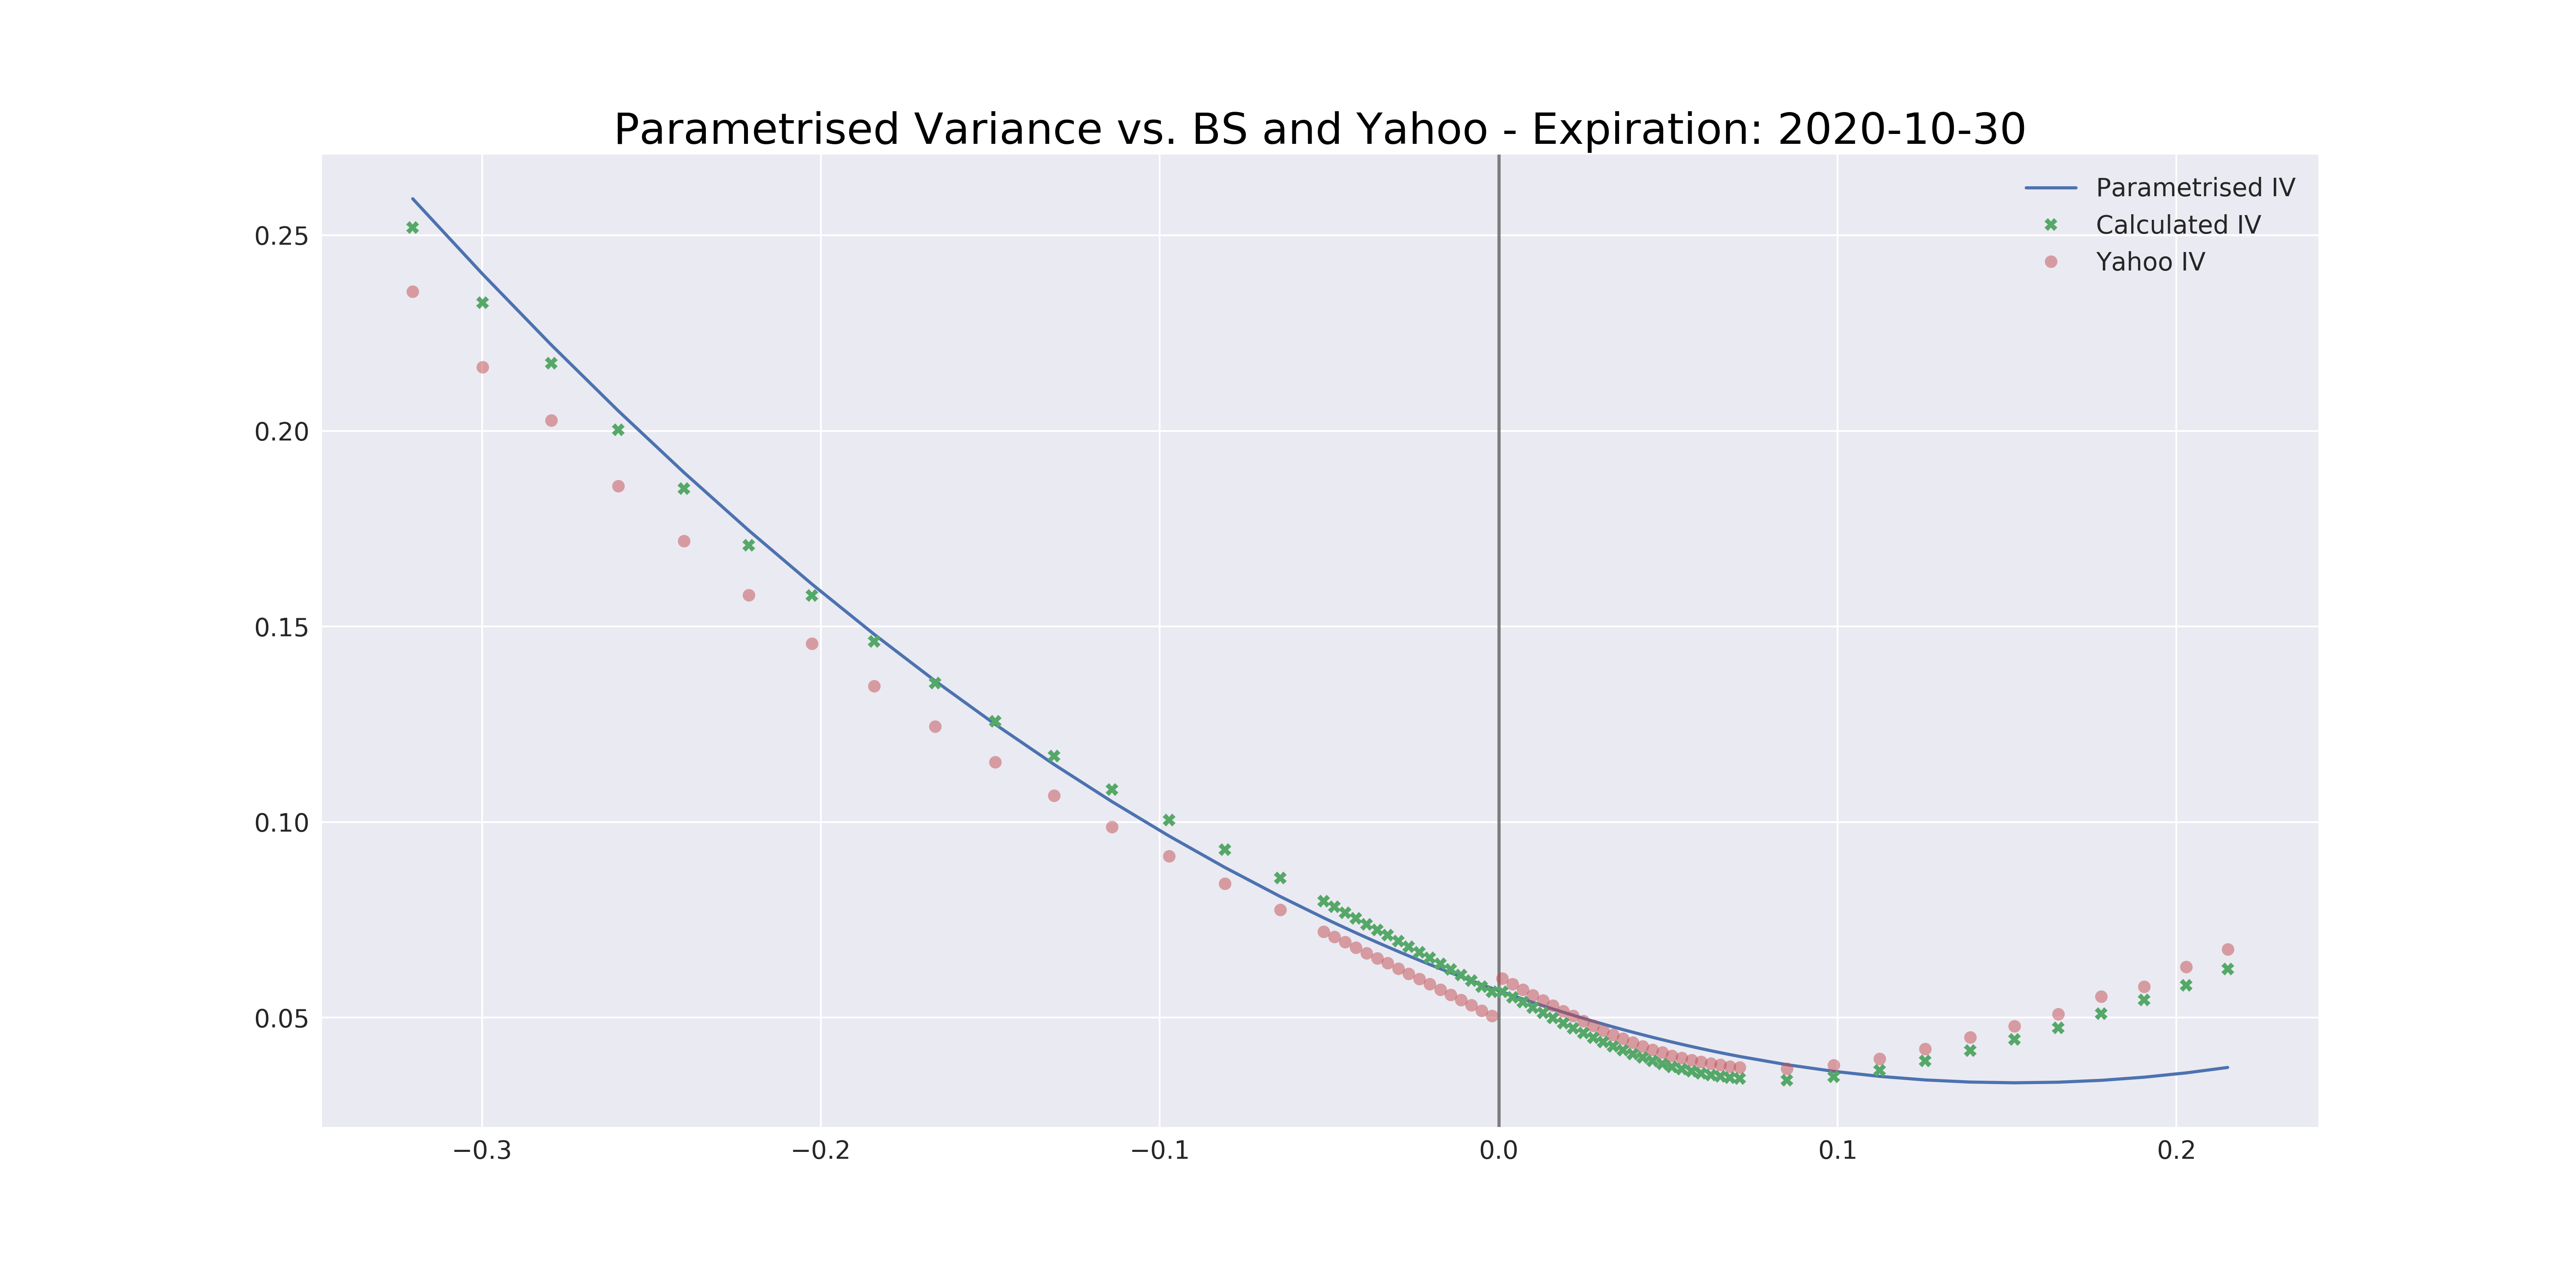 Parametrised Variance vs. BS and Yahoo - Expiration: 2020-10-30
Parametrised IV
Calculated IV
Yahoo IV
0.25
0.20
0.15
0.10
0.05
−0.3 −0.2 −0.1 0.0 0.1 0.2